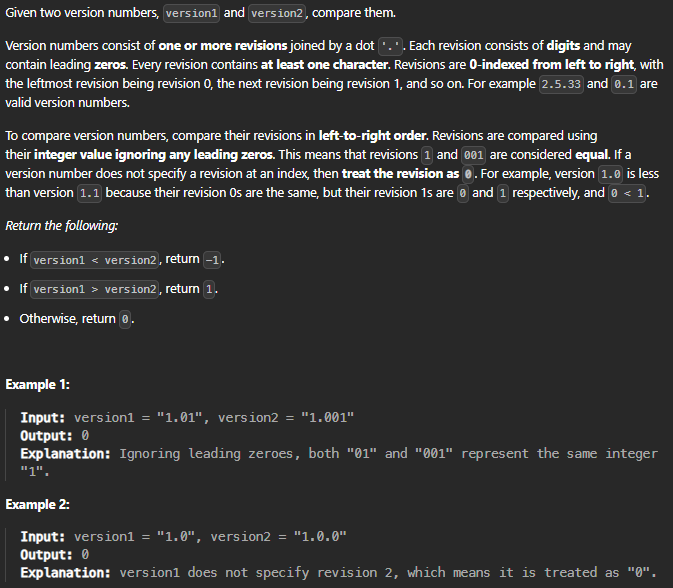 Given two version numbers, version1 and version2, compare them.
Version numbers consist of one or more revisions joined by a dot '.'. Each revision consists of digits and may
contain leading zeros. Every revision contains at least one character. Revisions are 0-indexed from left to right, with
the leftmost revision being revision 0, the next revision being revision 1, and so on. For example 2.5.33 and 0.1 are
valid version numbers.
To compare version numbers, compare their revisions in left-to-right order. Revisions are compared using
their integer value ignoring any leading zeros. This means that revisions 1 and 001 are considered equal. If a
version number does not specify a revision at an index, then treat the revision as 0. For example, version 1.0 is less
than version 1.1 because their revision 0s are the same, but their revision 1s are 0 and 1 respectively, and 0 < 1.
Return the following:
• If version1 < version2, return -1.
• If version1 > version2, return 1.
• Otherwise, return 0.
Example 1:
Input: version1 = "1.01", version2 = "1.001"
Output: 0
Explanation: Ignoring leading zeroes, both "01" and "001" represent the same integer
"1".
Example 2:
Input: version1 = "1.0", version2 = "1.0.0"
Output: 0
Explanation: version1 does not specify revision 2, which means it is treated as "0".